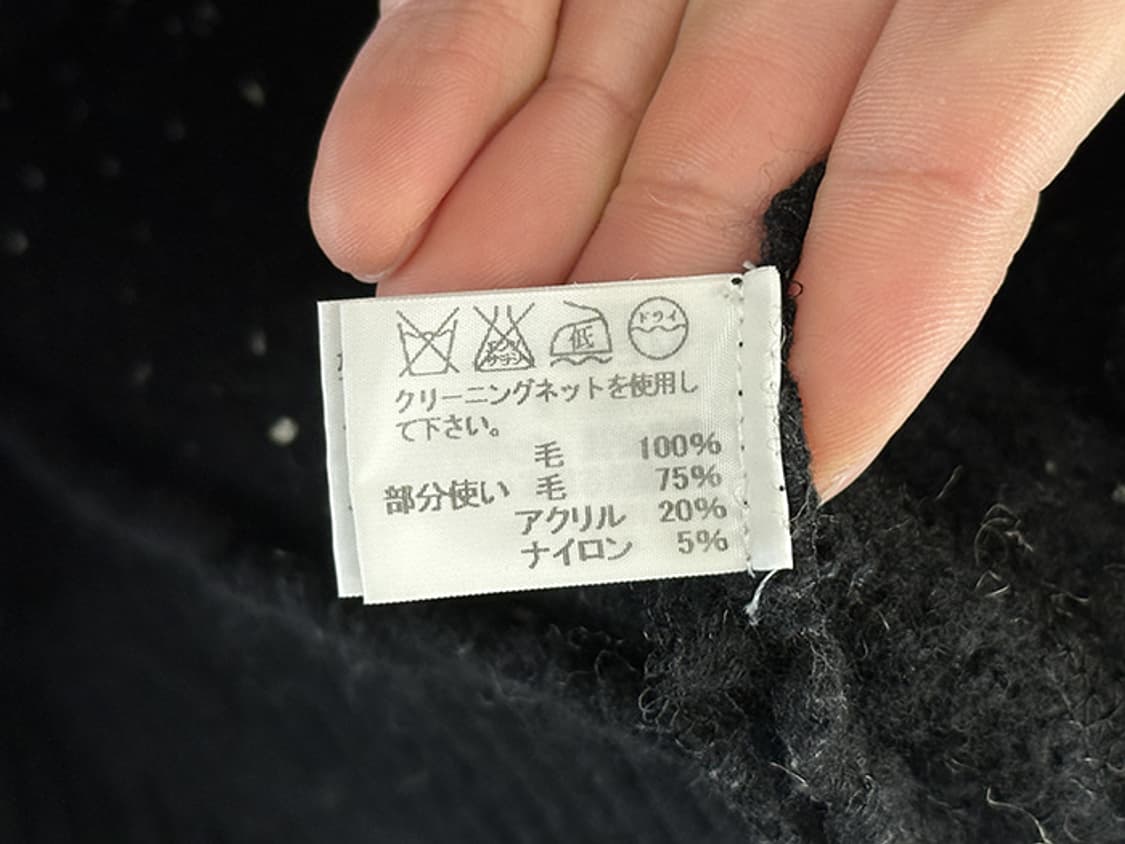 低 ドライ
クリーニングネットを使用し
て下さい。
毛 100%
部分使い 毛 75%
アクリル 20%
ナイロン 5%